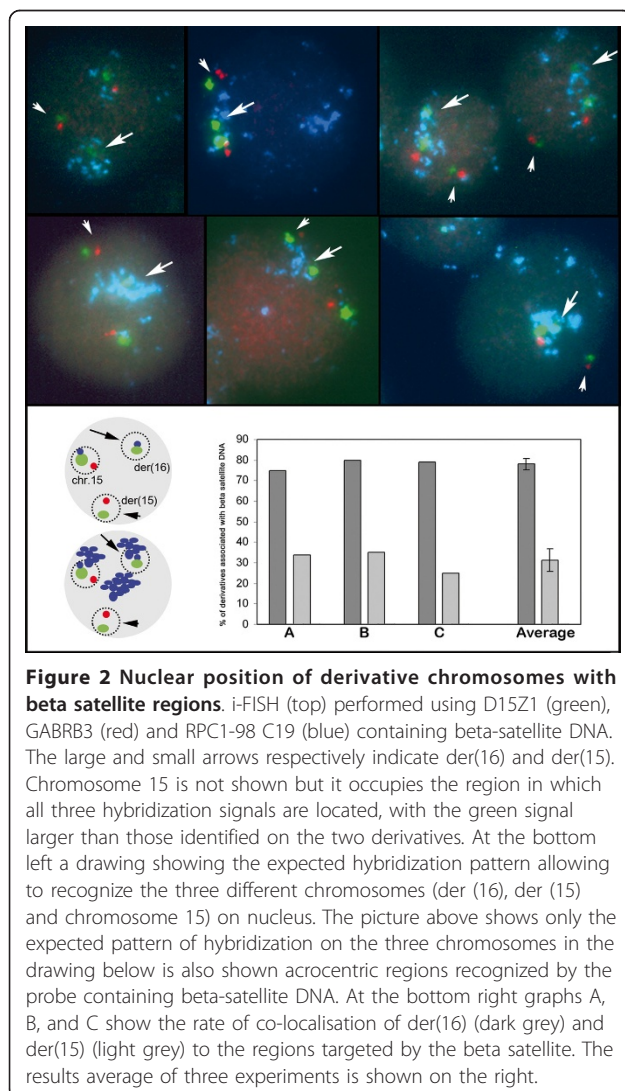 chr.15
der(16)
der(15)
% of derivatives associated with beta satellite DNA
90
80
70
60
50
40
30
20
10
0
A B C Average
Figure 2 Nuclear position of derivative chromosomes with
beta satellite regions. i-FISH (top) performed using D15Z1 (green),
GABRB3 (red) and RPC1-98 C19 (blue) containing beta-satellite DNA.
The large and small arrows respectively indicate der(16) and der(15).
Chromosome 15 is not shown but it occupies the region in which
all three hybridization signals are located, with the green signal
larger than those identified on the two derivatives. At the bottom
left a drawing showing the expected hybridization pattern allowing
to recognize the three different chromosomes (der (16), der (15)
and chromosome 15) on nucleus. The picture above shows only the
expected pattern of hybridization on the three chromosomes in the
drawing below is also shown acrocentric regions recognized by the
probe containing beta-satellite DNA. At the bottom right graphs A,
B, and C show the rate of co-localisation of der(16) (dark grey) and
der(15) (light grey) to the regions targeted by the beta satellite. The
results average of three experiments is shown on the right.